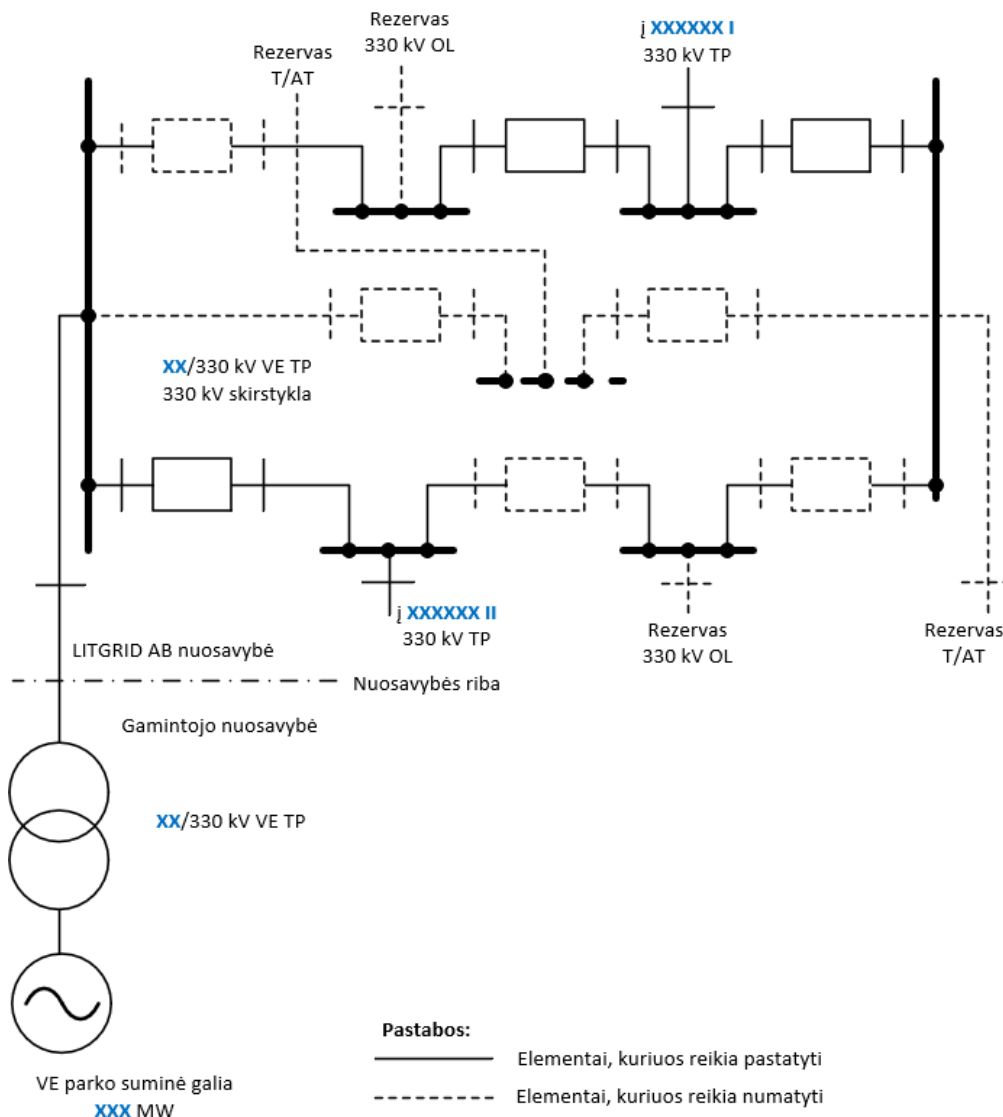 Rezervas
330 kV OL
į XXXXXX I
330 kV TP
Rezervas
T/AT
XX/330 kV VE TP
330 kV skirstykla
į XXXXXX II
330 kV TP
Rezervas
330 kV OL
Rezervas
T/AT
LITGRID AB nuosavybė
Nuosavybės riba
Gamintojo nuosavybė
XX/330 kV VE TP
VE parko suminė galia
XXX MW
Pastabos:
Elementai, kuriuos reikia pastatyti
Elementai, kuriuos reikia numatyti